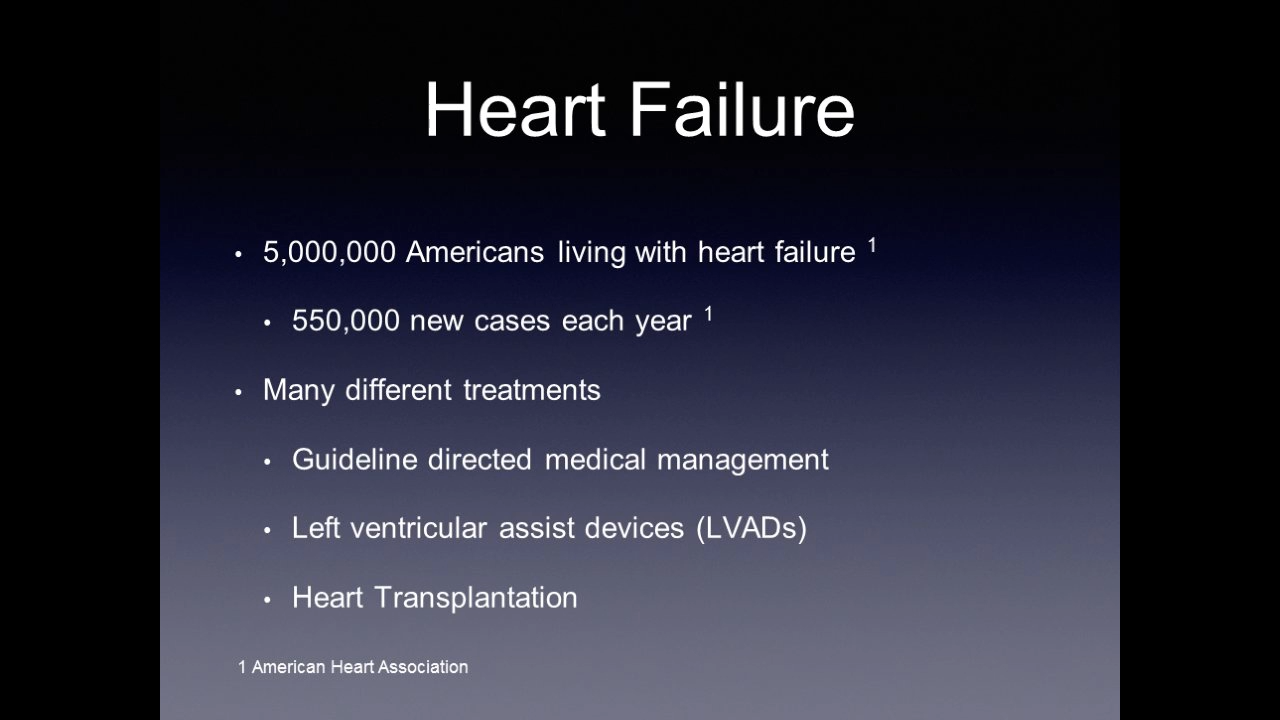 Heart Failure
• 5,000,000 Americans living with heart failure ¹
• 550,000 new cases each year ¹
• Many different treatments
• Guideline directed medical management
• Left ventricular assist devices (LVADs)
• Heart Transplantation
1 American Heart Association